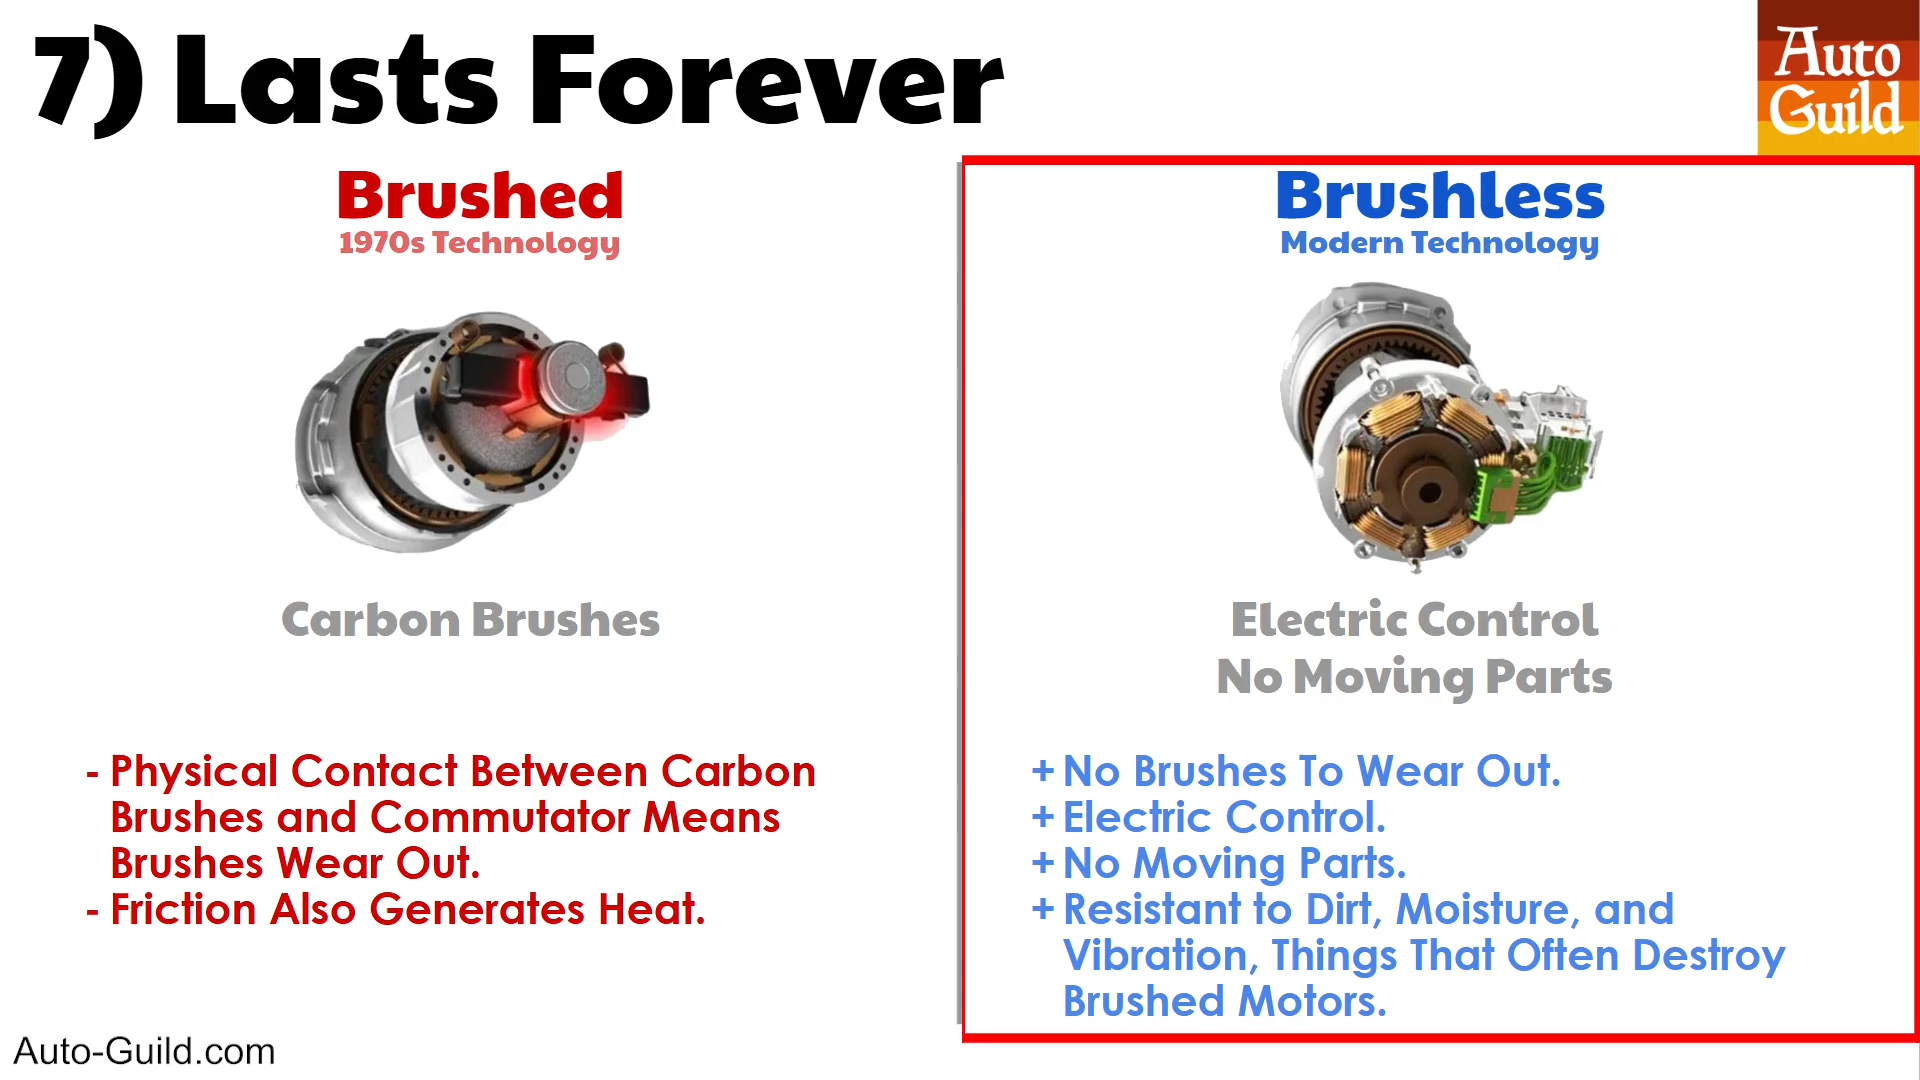 7) Lasts Forever
Auto
Guild
Brushed
1970s Technology
Carbon Brushes
- Physical Contact Between Carbon
Brushes and Commutator Means
Brushes Wear Out.
- Friction Also Generates Heat.
Brushless
Modern Technology
Electric Control
No Moving Parts
+ No Brushes To Wear Out.
+ Electric Control.
+ No Moving Parts.
+ Resistant to Dirt, Moisture, and
Vibration, Things That Often Destroy
Brushed Motors.
Auto-Guild.com